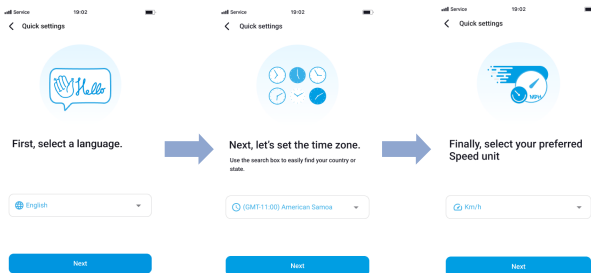 Service 19:02
Quick settings
Hello
First, select a language.
English
Next
Service 19:02
Quick settings
Next, let's set the time zone.
Use the search box to easily find your country or
state.
(GMT-11:00) American Samoa
Next
Service 19:02
Quick settings
MPH
Finally, select your preferred
Speed unit
Km/h
Next